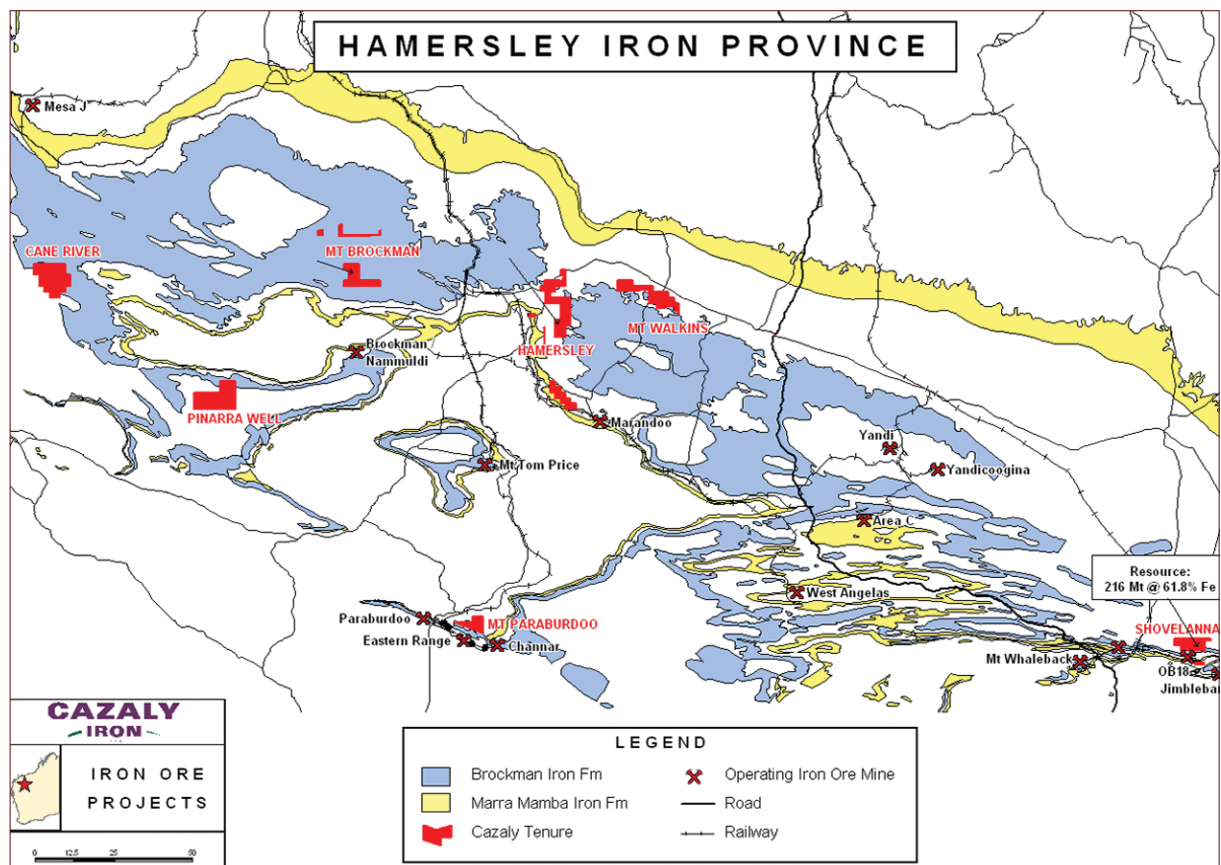 HAMERSLEY IRON PROVINCE
Mesa J
CANE RIVER
MT BROCKMAN
MT WALKINS
HAMERSLEY
Brockman
Nammuldi
PINARRA WELL
Marandoo
Mt Tom Price
Yandi
Yandicoogina
Area C
Resource:
216 Mt @ 61.8% Fe
West Angelas
Paraburdoo
MT PARABURDOO
Eastern Range
Channar
SHOVELANNA
Mt Whaleback
OB18
Jimblebar
CAZALY
IRON
IRON ORE
PROJECTS
0 12.5 25 50
LEGEND
Brockman Iron Fm
Operating Iron Ore Mine
Marra Mamba Iron Fm
Road
Cazaly Tenure
Railway